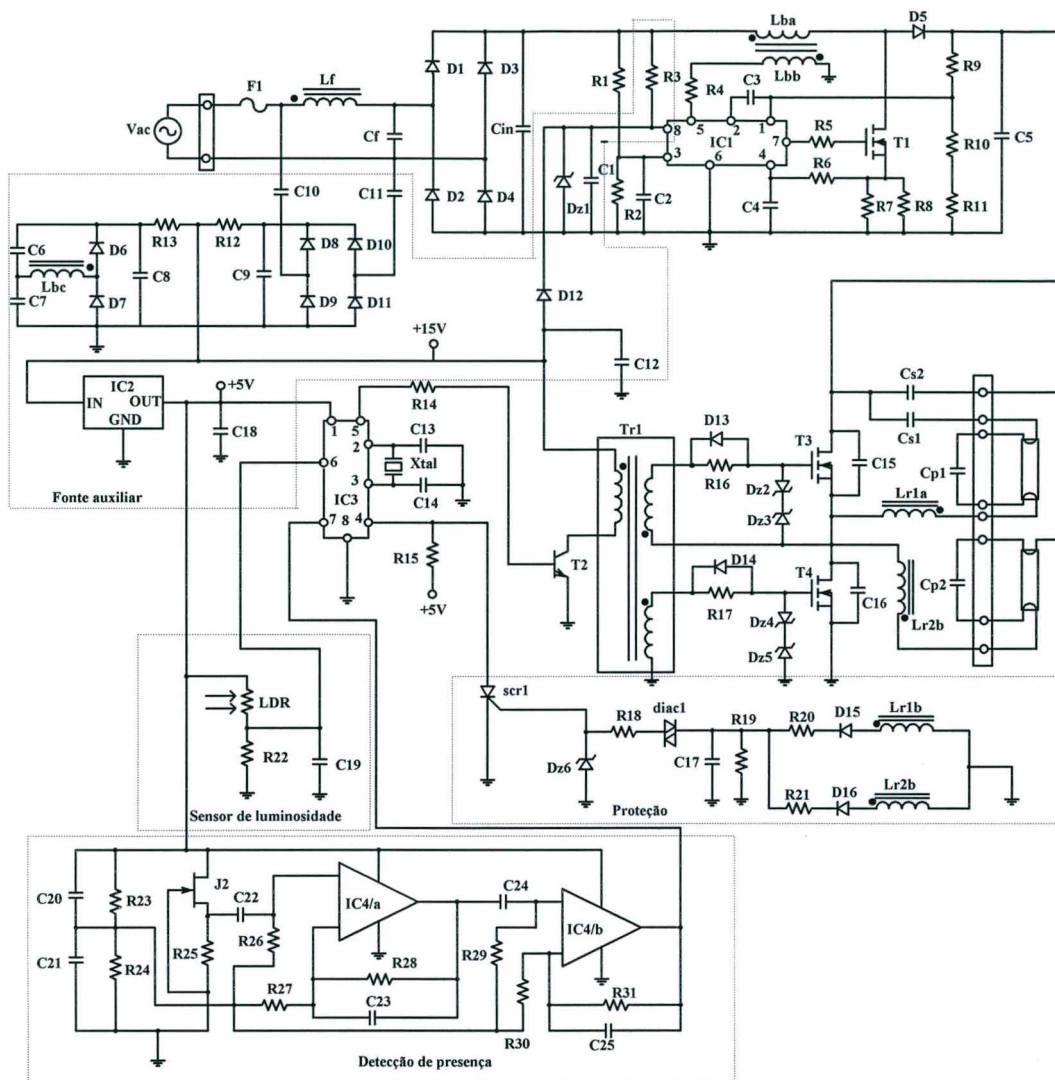 Lba
D5
D1
D3
R1
R3
Lbb
R9
F1
Lf
C3
R4
Vac
Cf
Cin
8
5
2
1
IC1
7
R5
T1
C5
3
6
4
R6
R10
C10
C11
D2
D4
Dz1
C1
R2
C2
C4
R7
R8
R11
C6
D6
R13
R12
D8
D10
C8
C9
Lbc
C7
D7
D9
D11
D12
+15V
C12
IC2
IN
OUT
GND
+5V
C18
R14
Cs2
1
5
C13
Tr1
D13
T3
Cs1
2
6
Xtal
R16
Dz2
C15
Cp1
3
IC3
C14
Dz3
Lr1a
Fonte auxiliar
7
8
4
R15
T2
D14
T4
C16
Cp2
+5V
R17
Dz4
Lr2b
Dz5
LDR
scr1
R18
diac1
R19
R20
D15
Lr1b
R22
C19
Dz6
C17
R21
D16
Lr2b
Sensor de luminosidade
Proteção
J2
C20
R23
C22
IC4/a
C24
IC4/b
R26
R25
R29
C21
R24
R28
R27
R31
C23
R30
C25
Detecção de presença